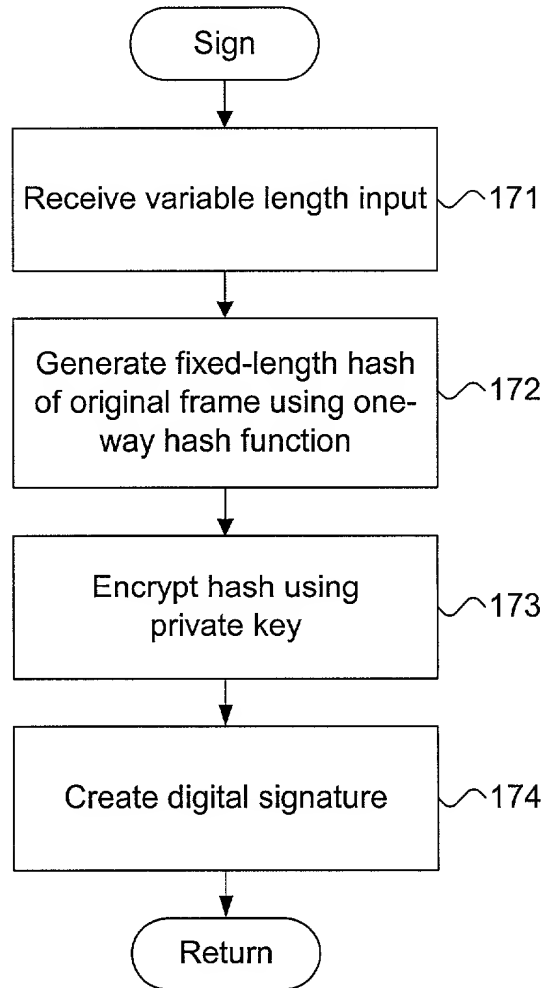 Sign
Receive variable length input
171
Generate fixed-length hash
of original frame using one-
way hash function
172
Encrypt hash using
private key
173
Create digital signature
174
Return